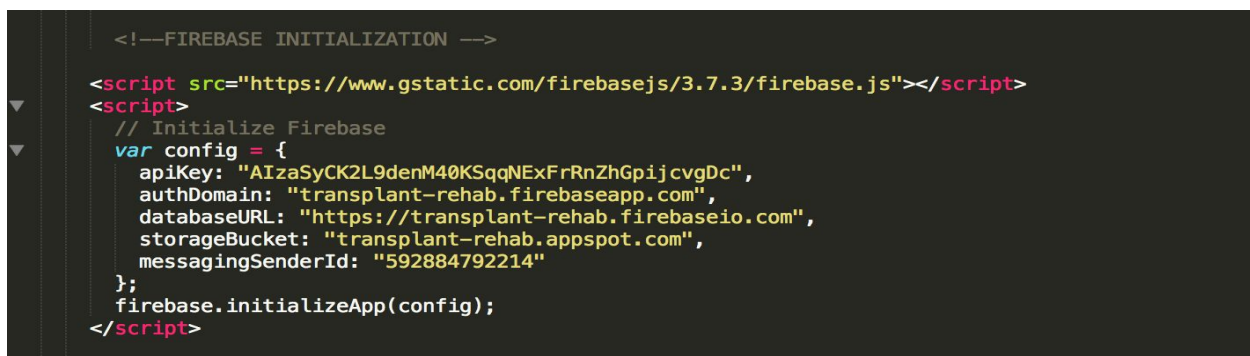 <!--FIREBASE INITIALIZATION -->
<script src="https://www.gstatic.com/firebasejs/3.7.3/firebase.js"></script>
<script>
// Initialize Firebase
var config = {
apiKey: "AIzaSyCK2L9denM40KSqqNExFrRnZhGpijcvgDc",
authDomain: "transplant-rehab.firebaseapp.com",
databaseURL: "https://transplant-rehab.firebaseio.com",
storageBucket: "transplant-rehab.appspot.com",
messagingSenderId: "592884792214"
};
firebase.initializeApp(config);
</script>